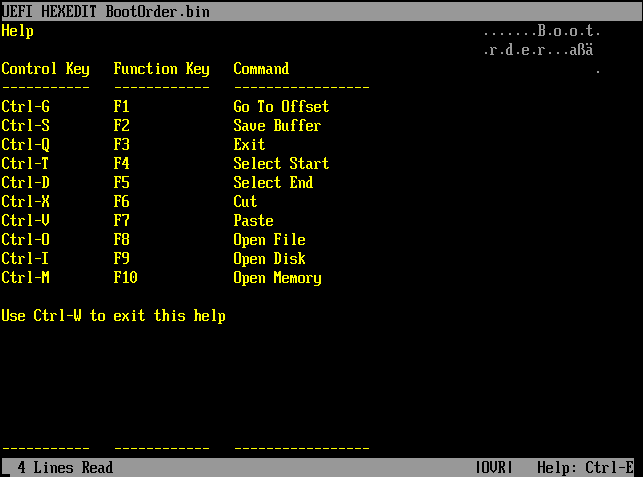 UEFI HEXEDIT BootOrder.bin
Help .......B.o.o.t.
.r.d.e.r...aßä
Control Key Function Key Command .
----------- ------------ -----------------
Ctrl-G F1 Go To Offset
Ctrl-S F2 Save Buffer
Ctrl-Q F3 Exit
Ctrl-T F4 Select Start
Ctrl-D F5 Select End
Ctrl-X F6 Cut
Ctrl-V F7 Paste
Ctrl-O F8 Open File
Ctrl-I F9 Open Disk
Ctrl-M F10 Open Memory
Use Ctrl-W to exit this help
----------- ------------ -----------------
4 Lines Read |OVR| Help: Ctrl-E